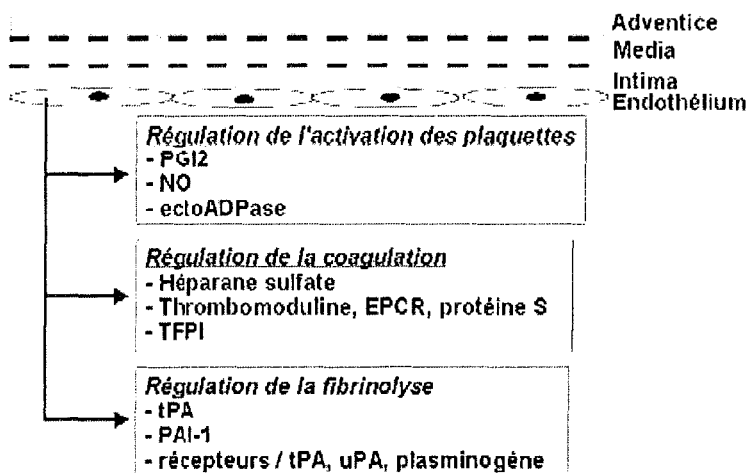 Adventice
Media
Intima
Endothélium
Régulation de l'activation des plaquettes
- PGI2
- NO
- ectoADPase
Régulation de la coagulation
- Héparane sulfate
- Thrombomoduline, EPCR, protéine S
- TFPI
Régulation de la fibrinolyse
- tPA
- PAI-1
- récepteurs / tPA, uPA, plasminogène